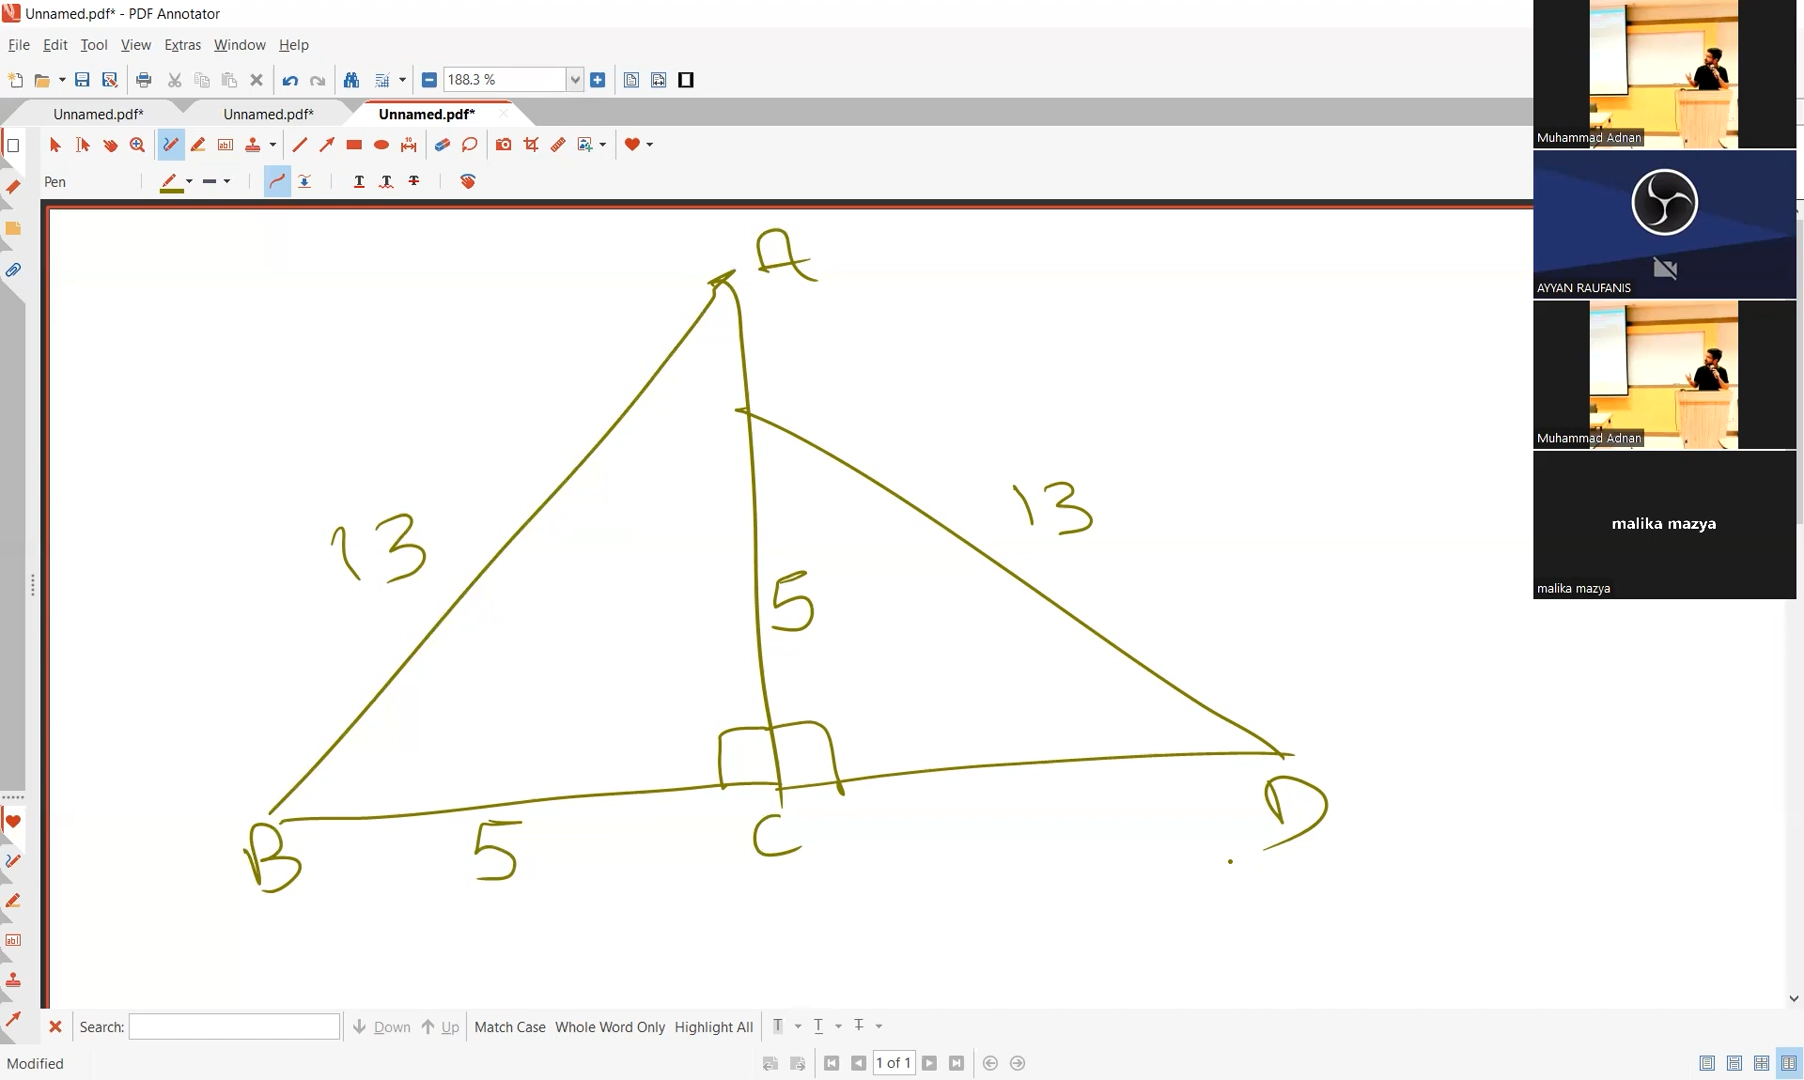 Unnamed.pdf* - PDF Annotator
File Edit Tool View Extras Window Help
188.3 %
Unnamed.pdf* Unnamed.pdf* Unnamed.pdf*
Pen
A
13
13
5
B
5
C
D
Muhammad Adnan
AYYAN RAUFANIS
Muhammad Adnan
malika mazya
malika mazya
Search: Down Up Match Case Whole Word Only Highlight All
Modified
1 of 1